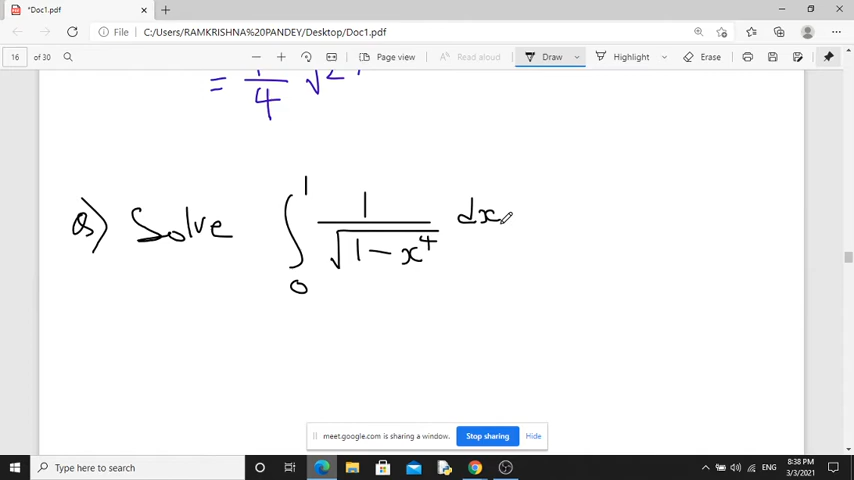 *Doc1.pdf
File C:/Users/RAMKRISHNA%20PANDEY/Desktop/Doc1.pdf
16 of 30 Page view Read aloud Draw Highlight Erase
= 1/4 √2
Q) Solve ∫₀¹ 1/√(1-x⁴) dx
meet.google.com is sharing a window. Stop sharing Hide
Type here to search
ENG
8:38 PM
3/3/2021